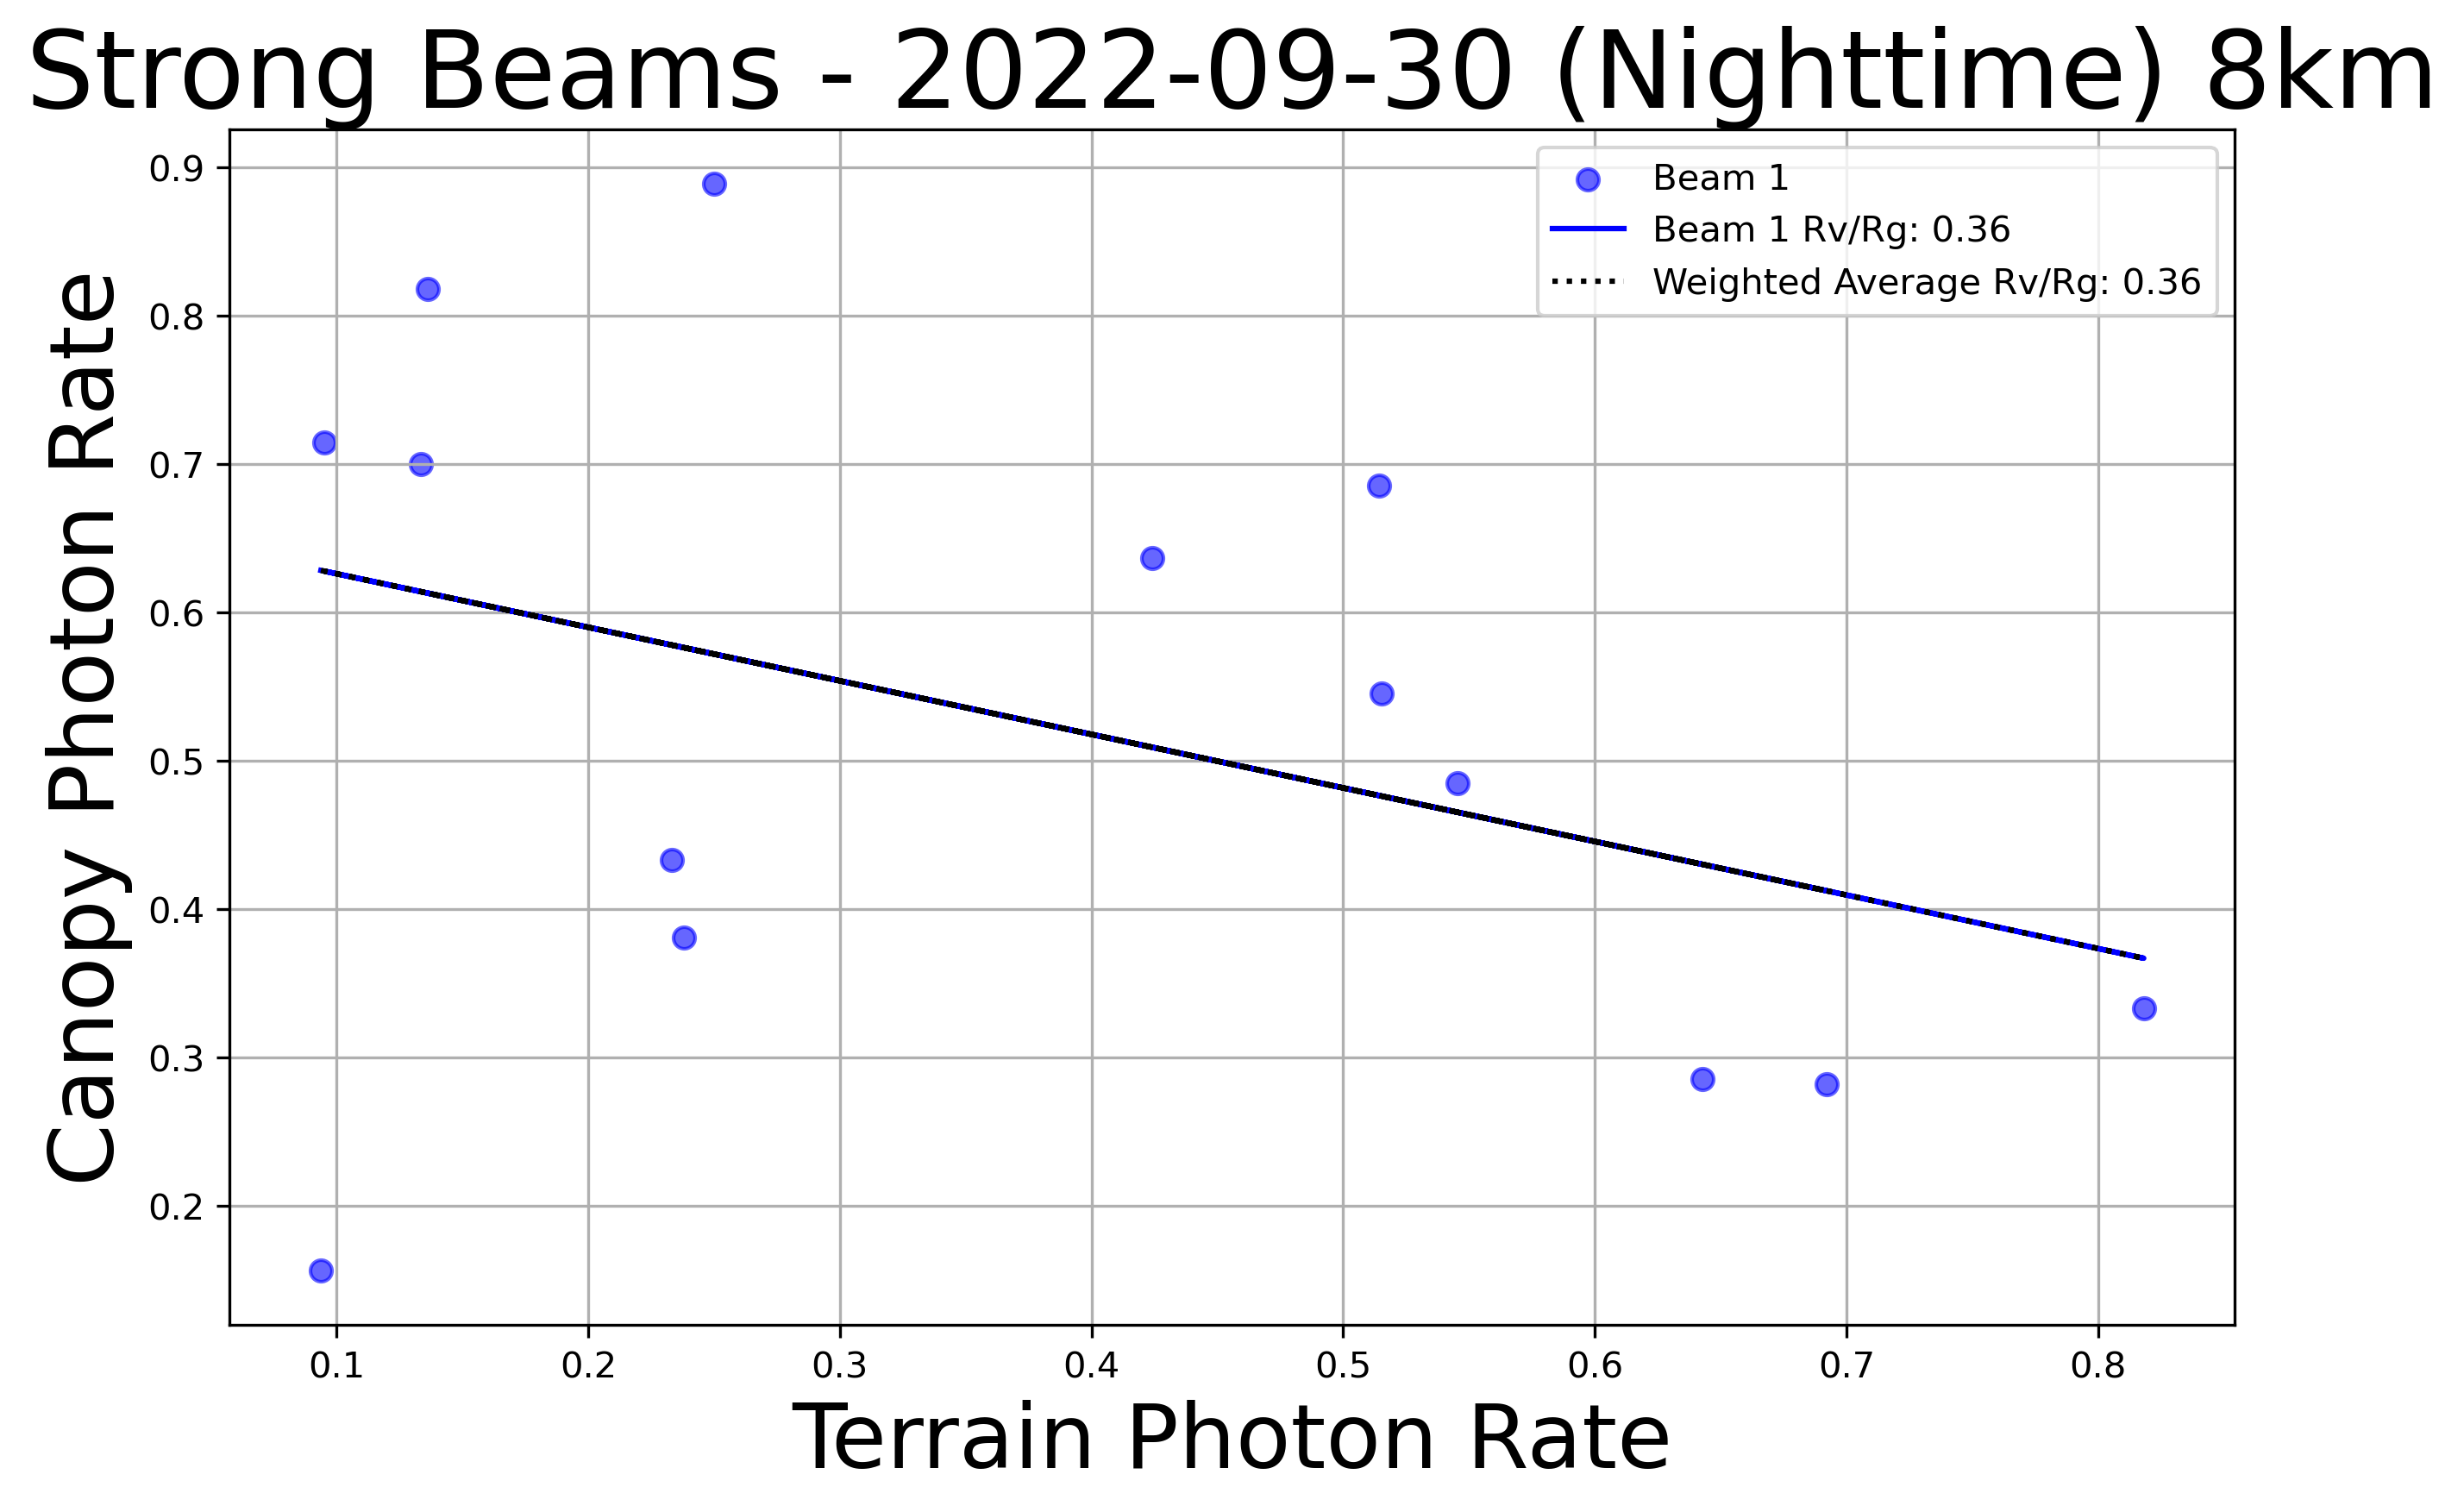 Strong Beams - 2022-09-30 (Nighttime) 8km
Beam 1
Beam 1 Rv/Rg: 0.36
Weighted Average Rv/Rg: 0.36
Canopy Photon Rate
0.9
0.8
0.7
0.6
0.5
0.4
0.3
0.2
0.1 0.2 0.3 0.4 0.5 0.6 0.7 0.8
Terrain Photon Rate